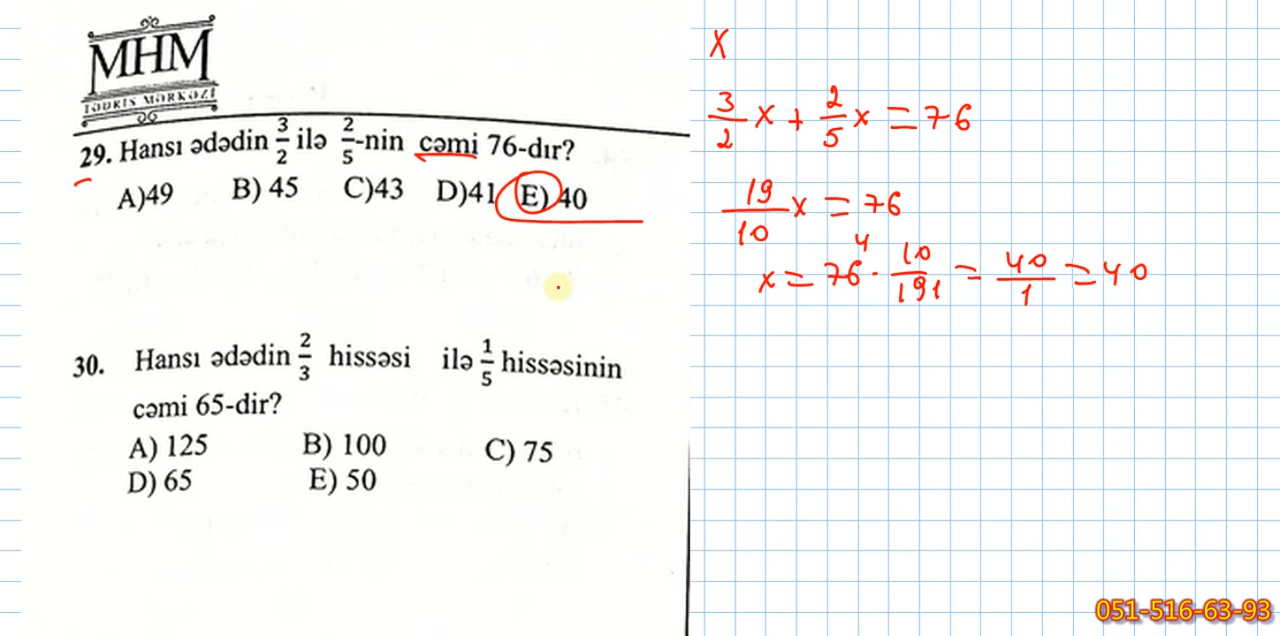 MHM
TƏDRİS MƏRKƏZİ
29. Hansı ədədin 3/2 ilə 2/5-nin cəmi 76-dır?
A)49 B) 45 C)43 D)41 E) 40
30. Hansı ədədin 2/3 hissəsi ilə 1/5 hissəsinin
cəmi 65-dir?
A) 125 B) 100 C) 75
D) 65 E) 50
x
3/2 x + 2/5 x = 76
19/10 x = 76
x = 76 4 · 10/19 1 = 40/1 = 40
051-516-63-93